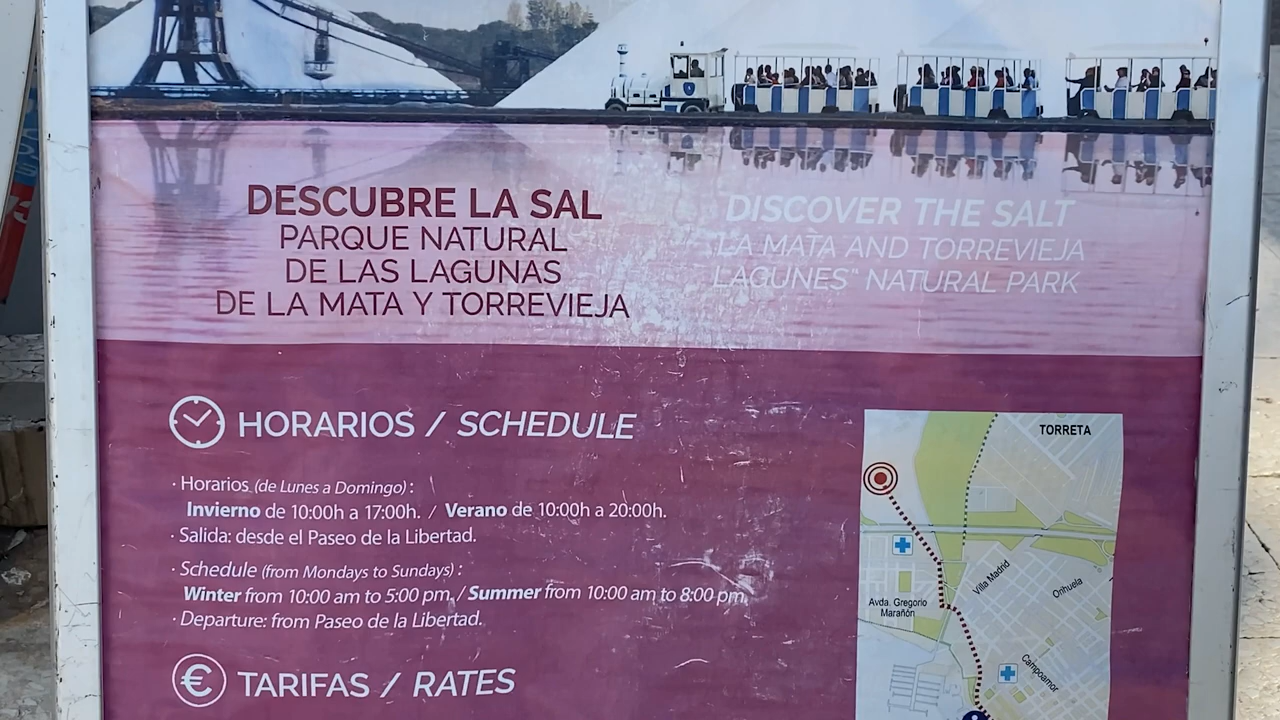 DESCUBRE LA SAL
PARQUE NATURAL
DE LAS LAGUNAS
DE LA MATA Y TORREVIEJA
DISCOVER THE SALT
LA MATA AND TORREVIEJA
LAGUNES" NATURAL PARK
HORARIOS / SCHEDULE
· Horarios (de Lunes a Domingo) :
Invierno de 10:00h a 17:00h. / Verano de 10:00h a 20:00h.
· Salida: desde el Paseo de la Libertad.
· Schedule (from Mondays to Sundays) :
Winter from 10:00 am to 5:00 pm. / Summer from 10:00 am to 8:00 pm.
· Departure: from Paseo de la Libertad.
€ TARIFAS / RATES
TORRETA
Villa Madrid
Orihuela
Avda. Gregorio
Marañón
Campoamor